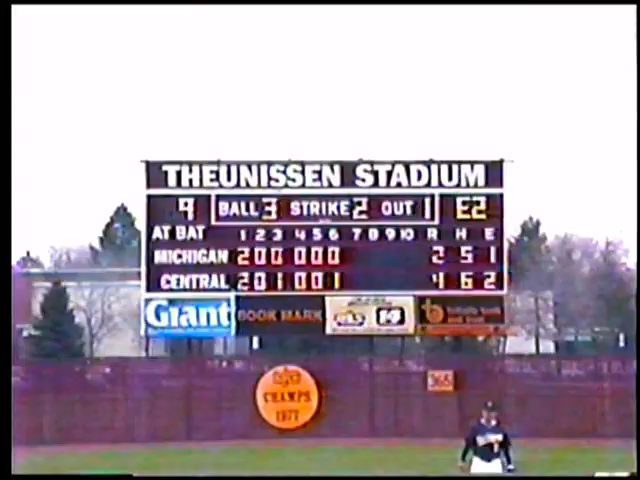 THEUNISSEN STADIUM
9 BALL 3 STRIKE 2 OUT 1 E2
AT BAT 1 2 3 4 5 6 7 8 9 10 R H E
MICHIGAN 2 0 0 0 0 0 2 5 1
CENTRAL 2 0 1 0 0 1 4 6 2
Giant BOOK MARK 14
CHAMPS
1977
365